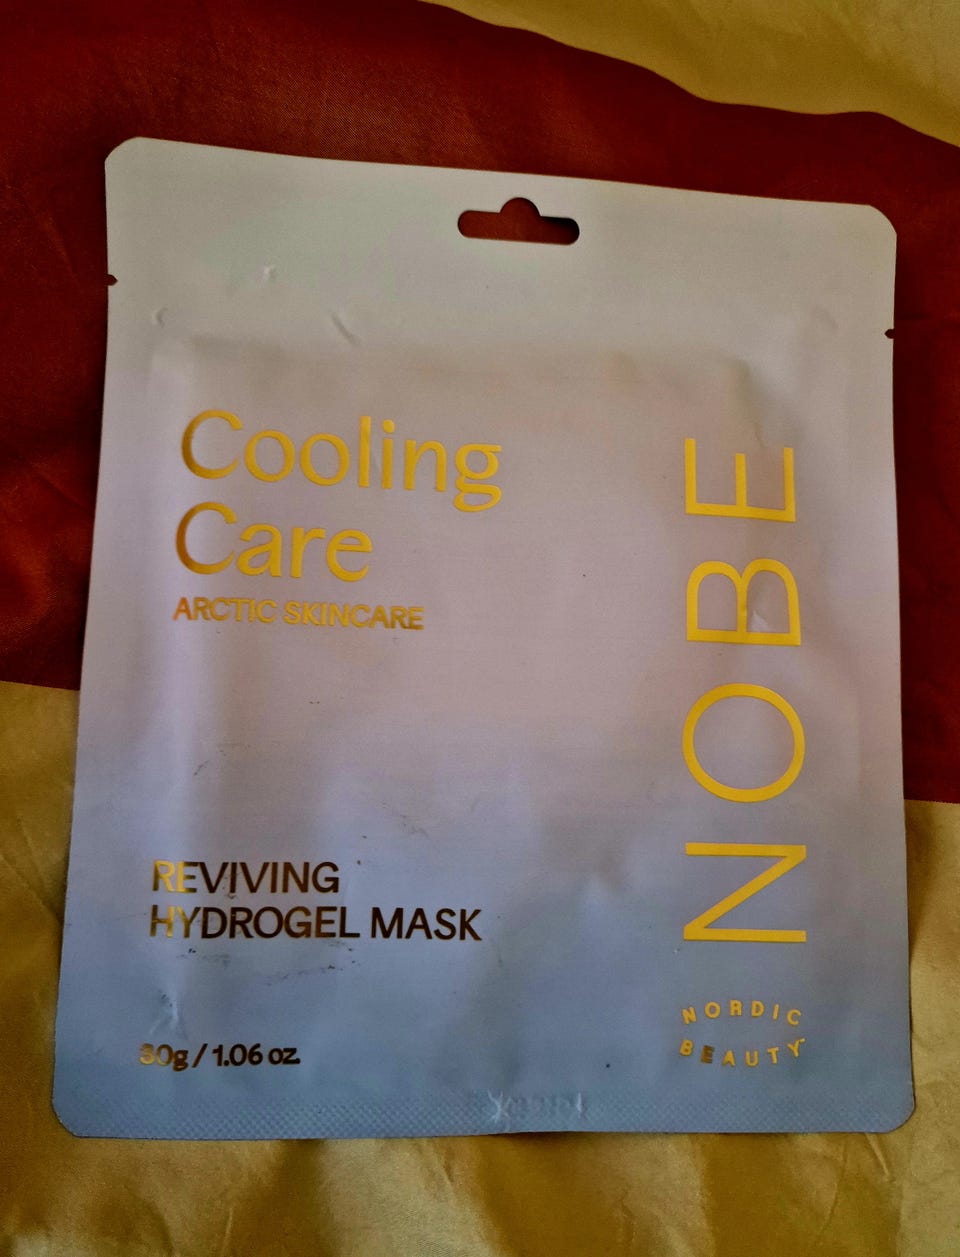 Cooling
Care
ARCTIC SKINCARE
REVIVING
HYDROGEL MASK
30g / 1.06 oz
NOBE
NORDIC
BEAUTY